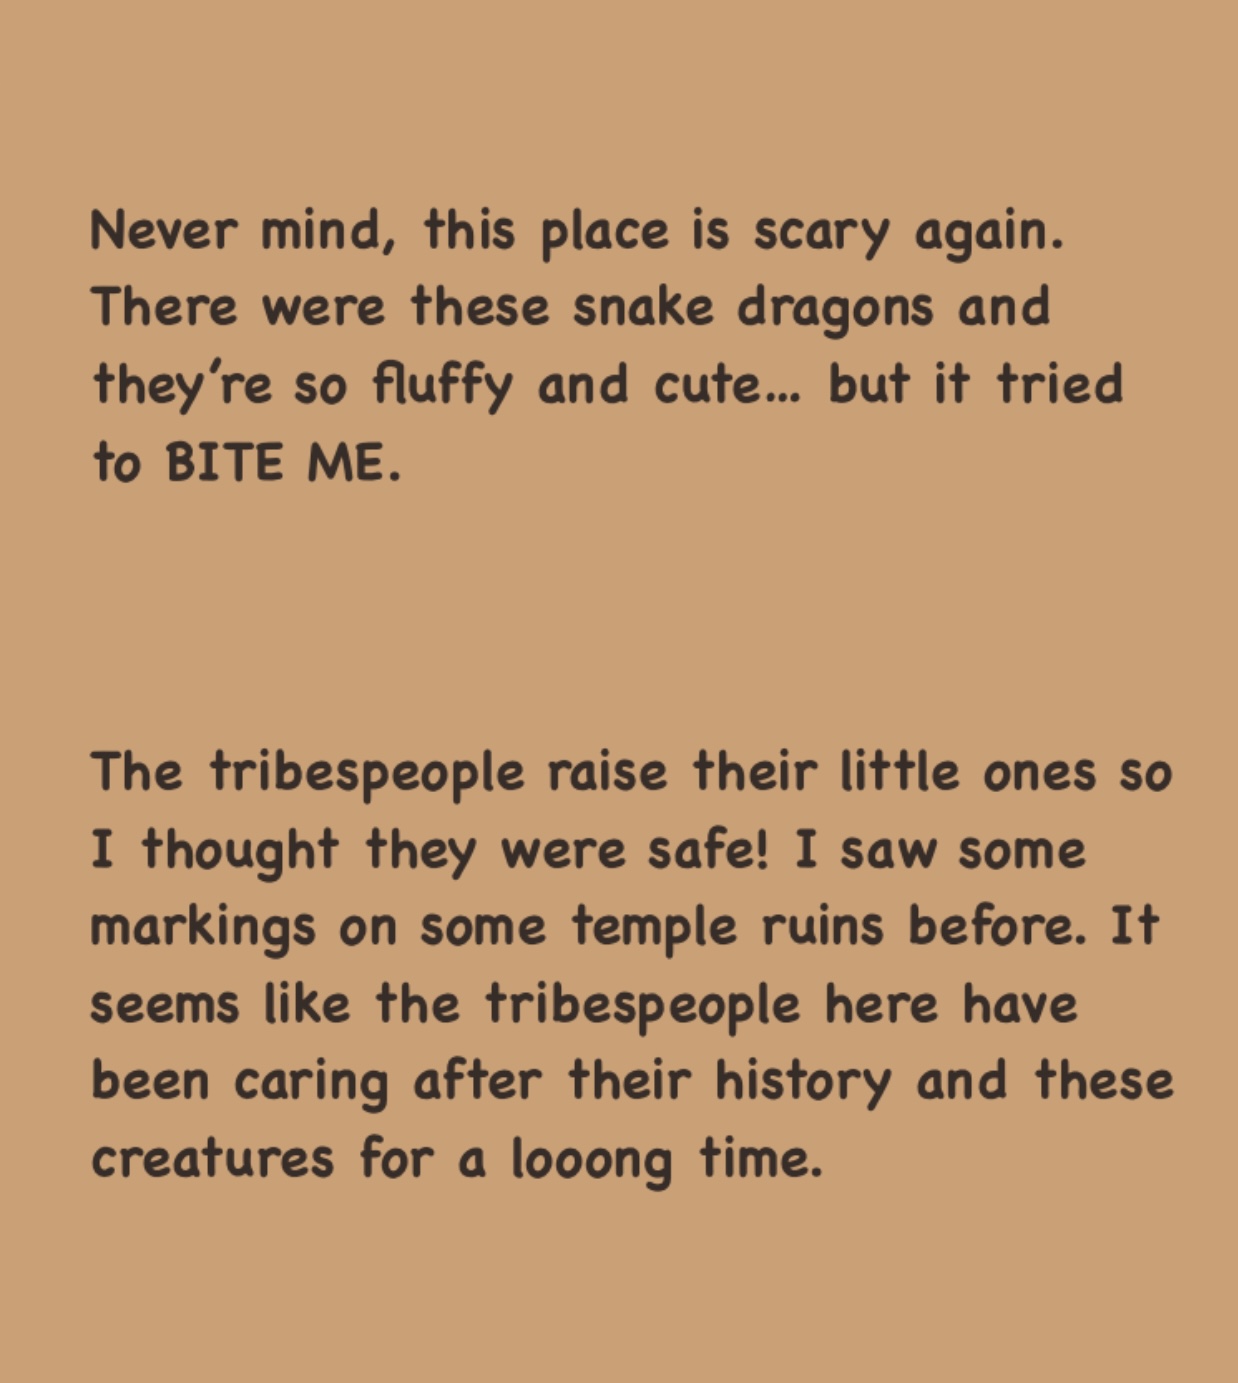 Never mind, this place is scary again.
There were these snake dragons and
they're so fluffy and cute... but it tried
to BITE ME.
The tribespeople raise their little ones so
I thought they were safe! I saw some
markings on some temple ruins before. It
seems like the tribespeople here have
been caring after their history and these
creatures for a looong time.